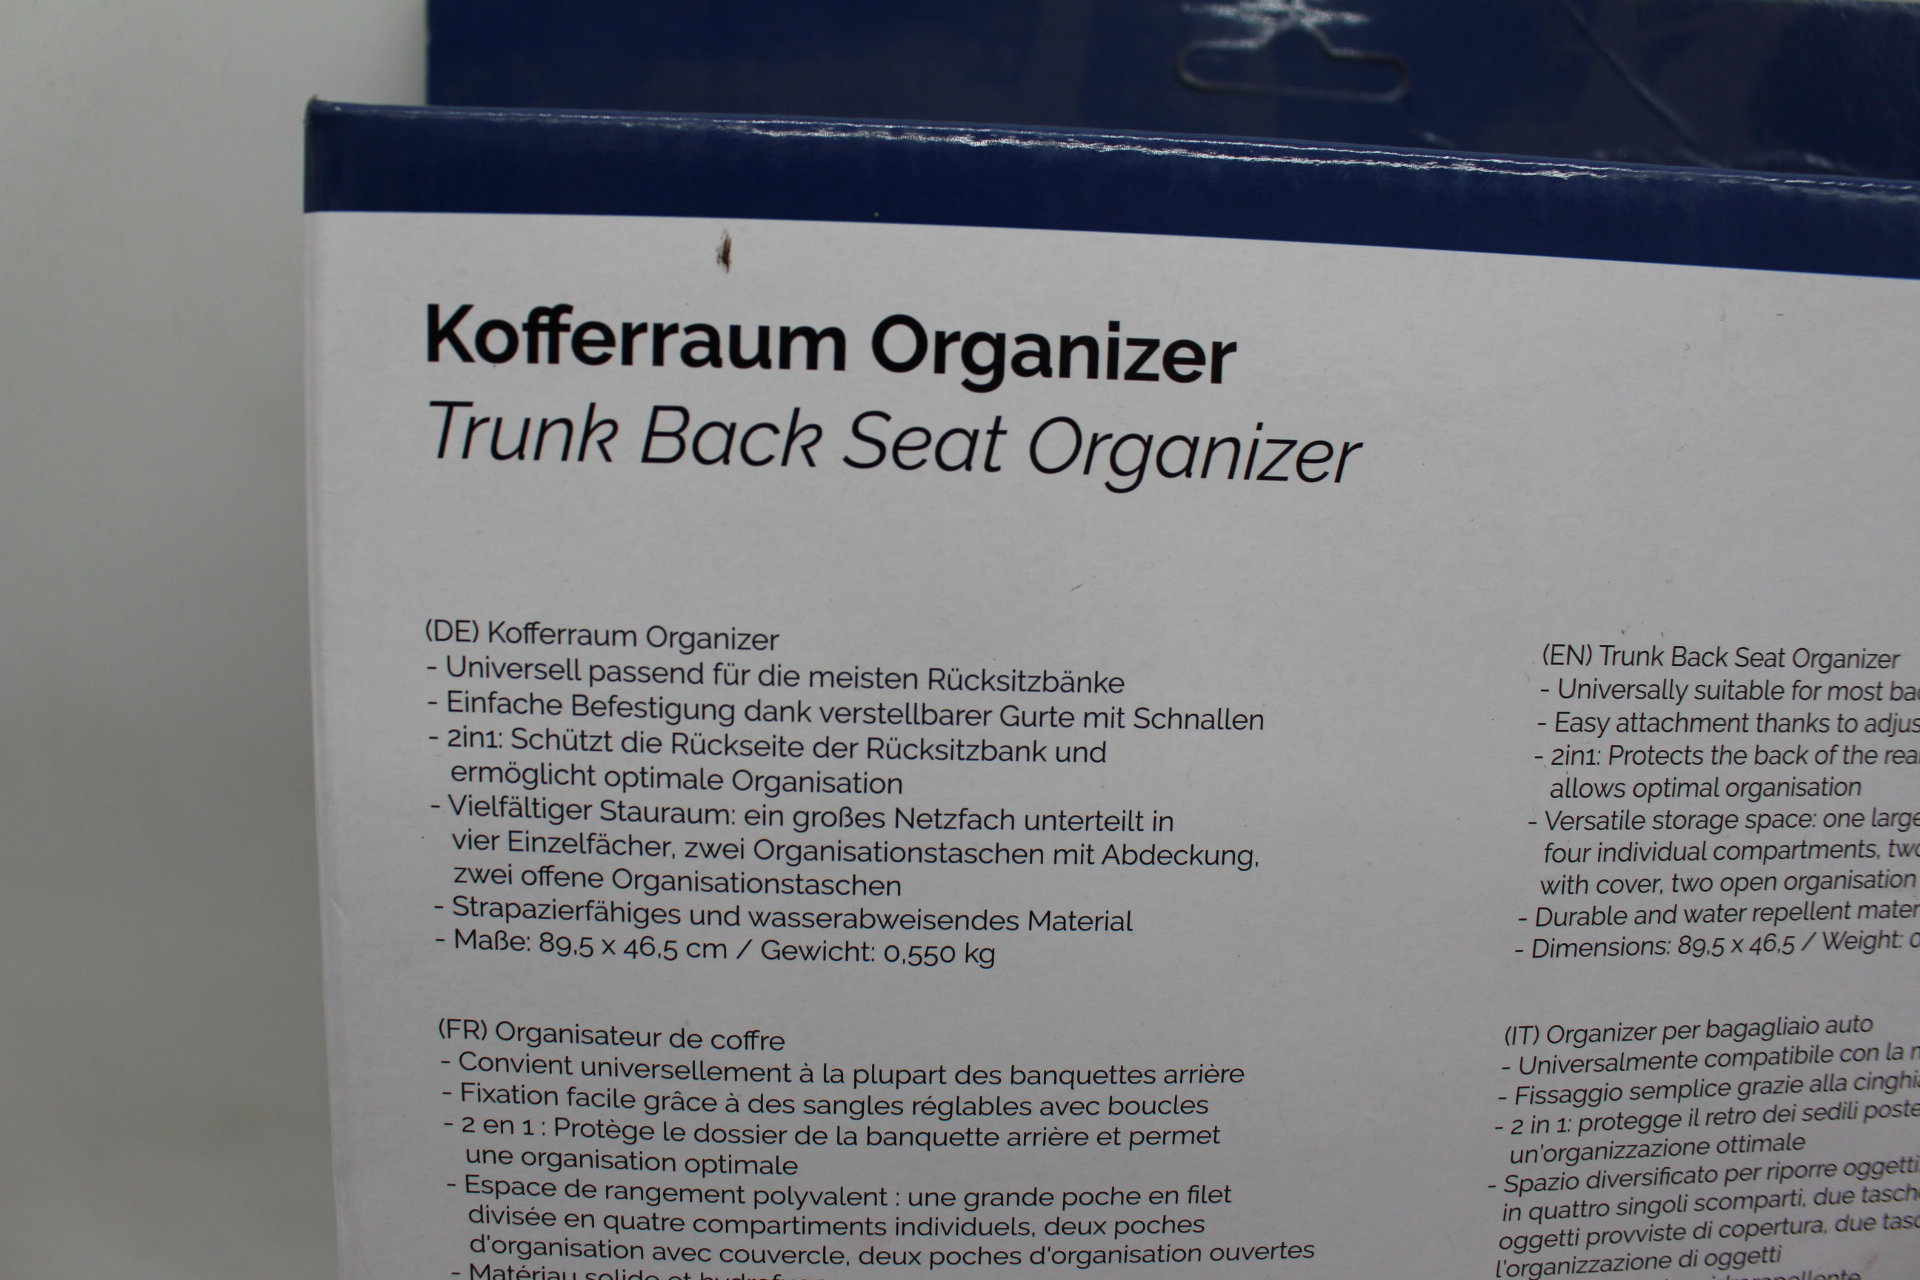 Kofferraum Organizer
Trunk Back Seat Organizer
(DE) Kofferraum Organizer
- Universell passend für die meisten Rücksitzbänke
- Einfache Befestigung dank verstellbarer Gurte mit Schnallen
- 2in1: Schützt die Rückseite der Rücksitzbank und
ermöglicht optimale Organisation
- Vielfältiger Stauraum: ein großes Netzfach unterteilt in
vier Einzelfächer, zwei Organisationstaschen mit Abdeckung,
zwei offene Organisationstaschen
- Strapazierfähiges und wasserabweisendes Material
- Maße: 89,5 x 46,5 cm / Gewicht: 0,550 kg
(EN) Trunk Back Seat Organizer
- Universally suitable for most
- Easy attachment thanks to
- 2in1: Protects the back of the
allows optimal organisation
- Versatile storage space: one large
four individual compartments,
with cover, two open organisation
- Durable and water repellent
- Dimensions: 89,5 x 46,5 / Weight:
(FR) Organisateur de coffre
- Convient universellement à la plupart des banquettes arrière
- Fixation facile grâce à des sangles réglables avec boucles
- 2 en 1 : Protège le dossier de la banquette arrière et permet
une organisation optimale
- Espace de rangement polyvalent : une grande poche en filet
divisée en quatre compartiments individuels, deux poches
d'organisation avec couvercle, deux poches d'organisation ouvertes
- Matériau solide et
(IT) Organizer per bagagliaio auto
- Universalmente compatibile con la
- Fissaggio semplice grazie alla
- 2 in 1: protegge il retro dei sedili
un'organizzazione ottimale
- Spazio diversificato per riporre oggetti:
in quattro singoli scomparti, due
oggetti provviste di copertura, due
l'organizzazione di oggetti